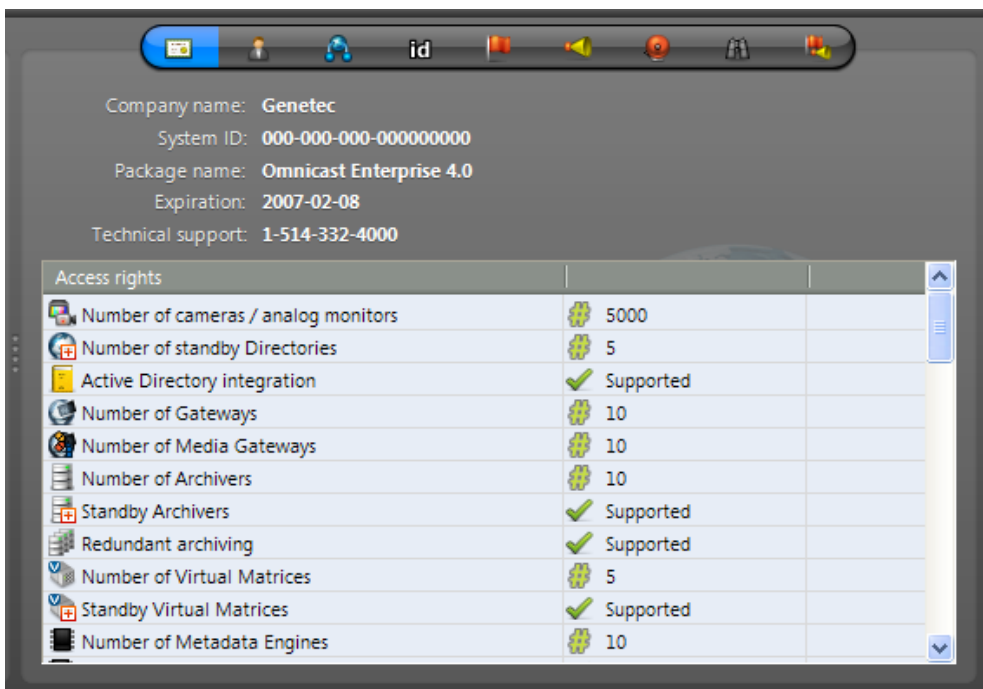 id
Company name: Genetec
System ID: 000-000-000-000000000
Package name: Omnicast Enterprise 4.0
Expiration: 2007-02-08
Technical support: 1-514-332-4000
Access rights
Number of cameras / analog monitors # 5000
Number of standby Directories # 5
Active Directory integration Supported
Number of Gateways # 10
Number of Media Gateways # 10
Number of Archivers # 10
Standby Archivers Supported
Redundant archiving Supported
Number of Virtual Matrices # 5
Standby Virtual Matrices Supported
Number of Metadata Engines # 10